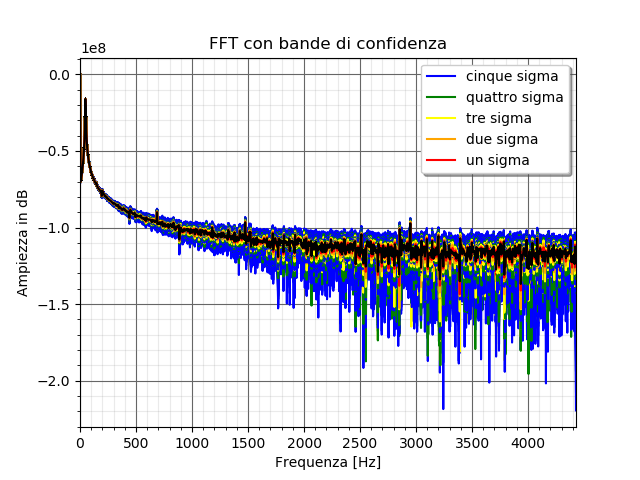 FFT con bande di confidenza
1e8
cinque sigma
quattro sigma
tre sigma
due sigma
un sigma
0.0
−0.5
−1.0
−1.5
−2.0
Ampiezza in dB
0 500 1000 1500 2000 2500 3000 3500 4000
Frequenza [Hz]